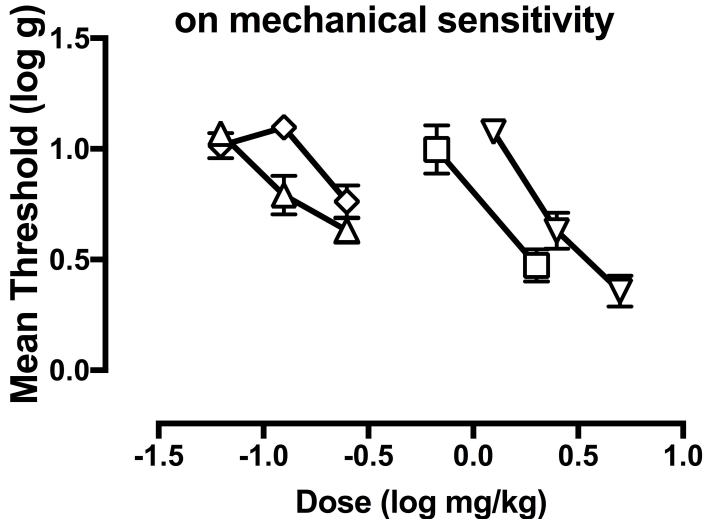 on mechanical sensitivity
Mean Threshold (log g)
1.5
1.0
0.5
0.0
-1.5 -1.0 -0.5 0.0 0.5 1.0
Dose (log mg/kg)